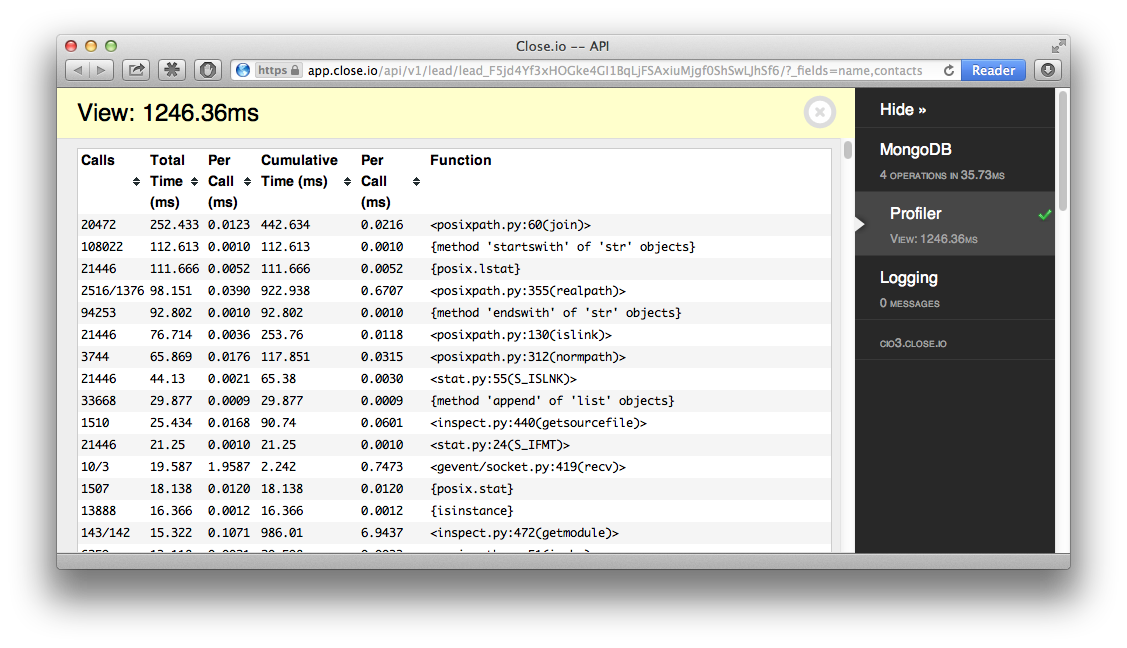 Close.io -- API
https app.close.io/api/v1/lead/lead_F5jd4Yf3xHOGke4GI1BqLjFSAxiuMjgf0ShSwLJhSf6/?_fields=name,contacts Reader
View: 1246.36ms
Calls Total Time (ms) Per Call (ms) Cumulative Time (ms) Per Call (ms) Function
20472 252.433 0.0123 442.634 0.0216 <posixpath.py:60(join)>
108022 112.613 0.0010 112.613 0.0010 {method 'startswith' of 'str' objects}
21446 111.666 0.0052 111.666 0.0052 {posix.lstat}
2516/1376 98.151 0.0390 922.938 0.6707 <posixpath.py:355(realpath)>
94253 92.802 0.0010 92.802 0.0010 {method 'endswith' of 'str' objects}
21446 76.714 0.0036 253.76 0.0118 <posixpath.py:130(islink)>
3744 65.869 0.0176 117.851 0.0315 <posixpath.py:312(normpath)>
21446 44.13 0.0021 65.38 0.0030 <stat.py:55(S_ISLNK)>
33668 29.877 0.0009 29.877 0.0009 {method 'append' of 'list' objects}
1510 25.434 0.0168 90.74 0.0601 <inspect.py:440(getsourcefile)>
21446 21.25 0.0010 21.25 0.0010 <stat.py:24(S_IFMT)>
10/3 19.587 1.9587 2.242 0.7473 <gevent/socket.py:419(recv)>
1507 18.138 0.0120 18.138 0.0120 {posix.stat}
13888 16.366 0.0012 16.366 0.0012 {isinstance}
143/142 15.322 0.1071 986.01 6.9437 <inspect.py:472(getmodule)>
Hide »
MongoDB
4 OPERATIONS IN 35.73MS
Profiler
VIEW: 1246.36MS
Logging
0 MESSAGES
CIO3.CLOSE.IO